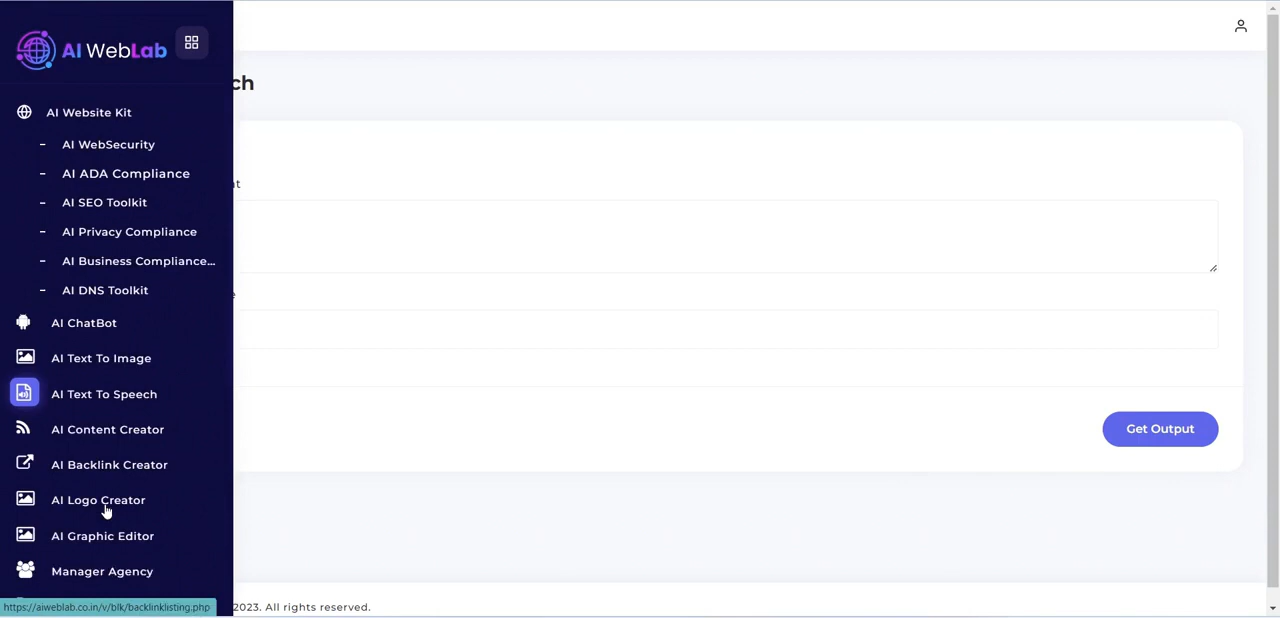 AI WebLab
ch
AI Website Kit
- AI WebSecurity
nt
- AI ADA Compliance
- AI SEO Toolkit
- AI Privacy Compliance
- AI Business Compliance...
- AI DNS Toolkit
e
AI ChatBot
AI Text To Image
AI Text To Speech
AI Content Creator
Get Output
AI Backlink Creator
AI Logo Creator
AI Graphic Editor
Manager Agency
https://aiweblab.co.in/v/blk/backlinklisting.php
2023. All rights reserved.